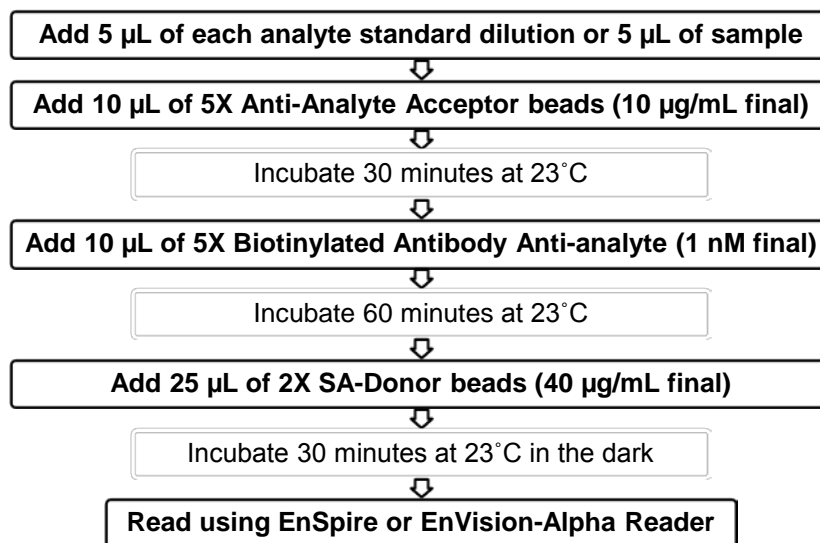 Add 5 µL of each analyte standard dilution or 5 µL of sample
Add 10 µL of 5X Anti-Analyte Acceptor beads (10 µg/mL final)
Incubate 30 minutes at 23˚C
Add 10 µL of 5X Biotinylated Antibody Anti-analyte (1 nM final)
Incubate 60 minutes at 23˚C
Add 25 µL of 2X SA-Donor beads (40 µg/mL final)
Incubate 30 minutes at 23˚C in the dark
Read using EnSpire or EnVision-Alpha Reader